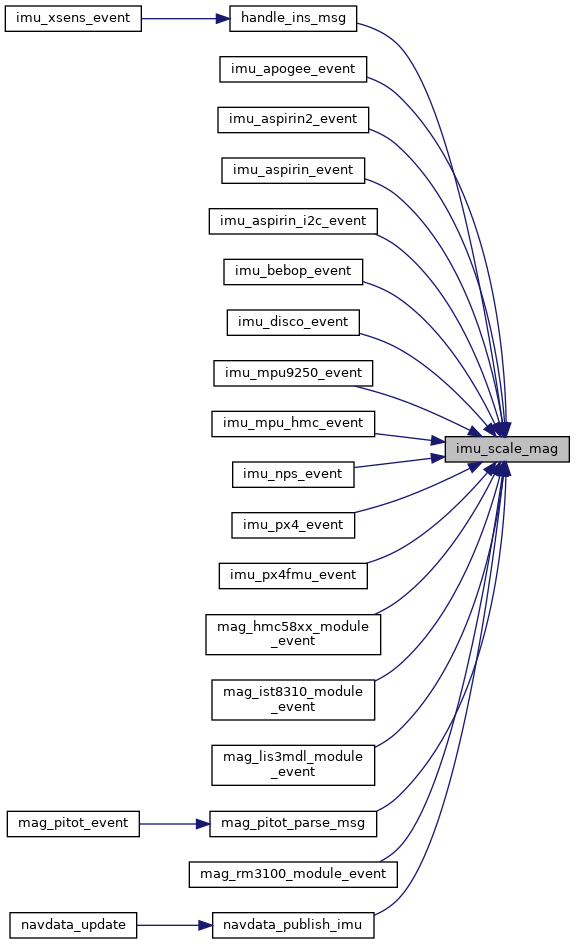 imu_xsens_event
handle_ins_msg
imu_apogee_event
imu_aspirin2_event
imu_aspirin_event
imu_aspirin_i2c_event
imu_bebop_event
imu_disco_event
imu_mpu9250_event
imu_mpu_hmc_event
imu_scale_mag
imu_nps_event
imu_px4_event
imu_px4fmu_event
mag_hmc58xx_module
_event
mag_ist8310_module
_event
mag_lis3mdl_module
_event
mag_pitot_event
mag_pitot_parse_msg
mag_rm3100_module_event
navdata_update
navdata_publish_imu